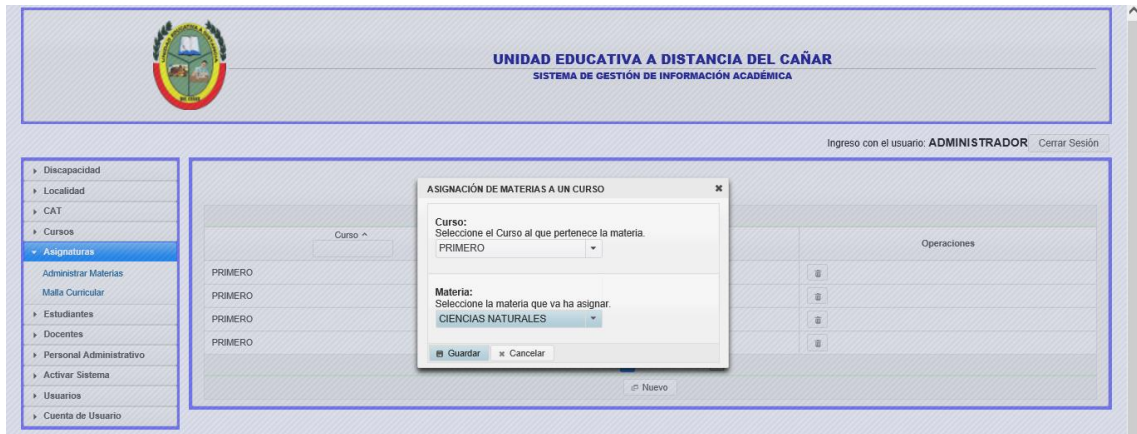 UNIDAD EDUCATIVA A DISTANCIA DEL CAÑAR
SISTEMA DE GESTIÓN DE INFORMACIÓN ACADÉMICA
Ingreso con el usuario: ADMINISTRADOR Cerrar Sesión
Discapacidad
Localidad
CAT
Cursos
Asignaturas
Administrar Materias
Malla Curricular
Estudiantes
Docentes
Personal Administrativo
Activar Sistema
Usuarios
Cuenta de Usuario
Curso
Operaciones
PRIMERO
PRIMERO
PRIMERO
PRIMERO
Nuevo
ASIGNACIÓN DE MATERIAS A UN CURSO
Curso:
Seleccione el Curso al que pertenece la materia.
PRIMERO
Materia:
Seleccione la materia que va ha asignar.
CIENCIAS NATURALES
Guardar Cancelar